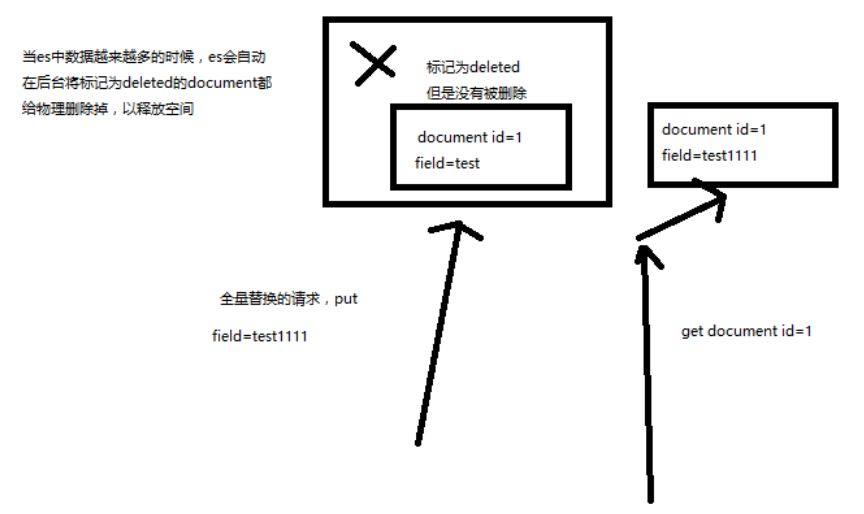 当es中数据越来越多的时候，es会自动
在后台将标记为deleted的document都
给物理删除掉，以释放空间
标记为deleted
但是没有被删除
document id=1
field=test
document id=1
field=test1111
全量替换的请求，put
field=test1111
get document id=1